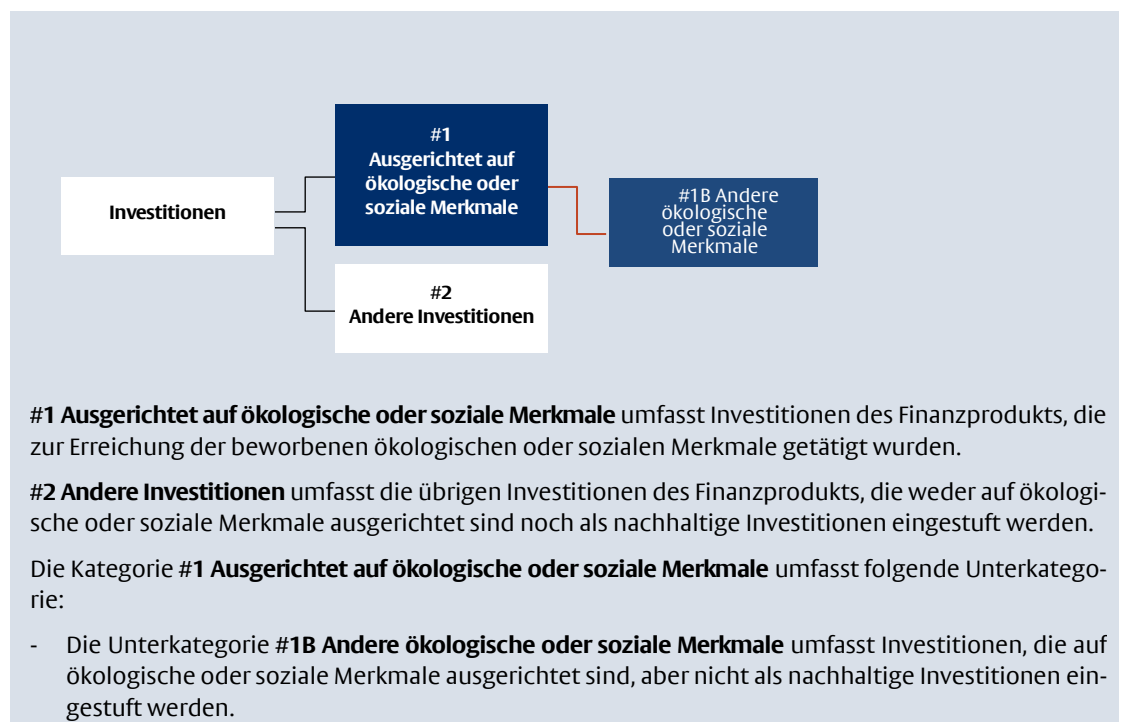 #1
Ausgerichtet auf
ökologische oder
soziale Merkmale
Investitionen
#1B Andere
ökologische
oder soziale
Merkmale
#2
Andere Investitionen
#1 Ausgerichtet auf ökologische oder soziale Merkmale umfasst Investitionen des Finanzprodukts, die
zur Erreichung der beworbenen ökologischen oder sozialen Merkmale getätigt wurden.
#2 Andere Investitionen umfasst die übrigen Investitionen des Finanzprodukts, die weder auf ökologi-
sche oder soziale Merkmale ausgerichtet sind noch als nachhaltige Investitionen eingestuft werden.
Die Kategorie #1 Ausgerichtet auf ökologische oder soziale Merkmale umfasst folgende Unterkatego-
rie:
- Die Unterkategorie #1B Andere ökologische oder soziale Merkmale umfasst Investitionen, die auf
ökologische oder soziale Merkmale ausgerichtet sind, aber nicht als nachhaltige Investitionen ein-
gestuft werden.